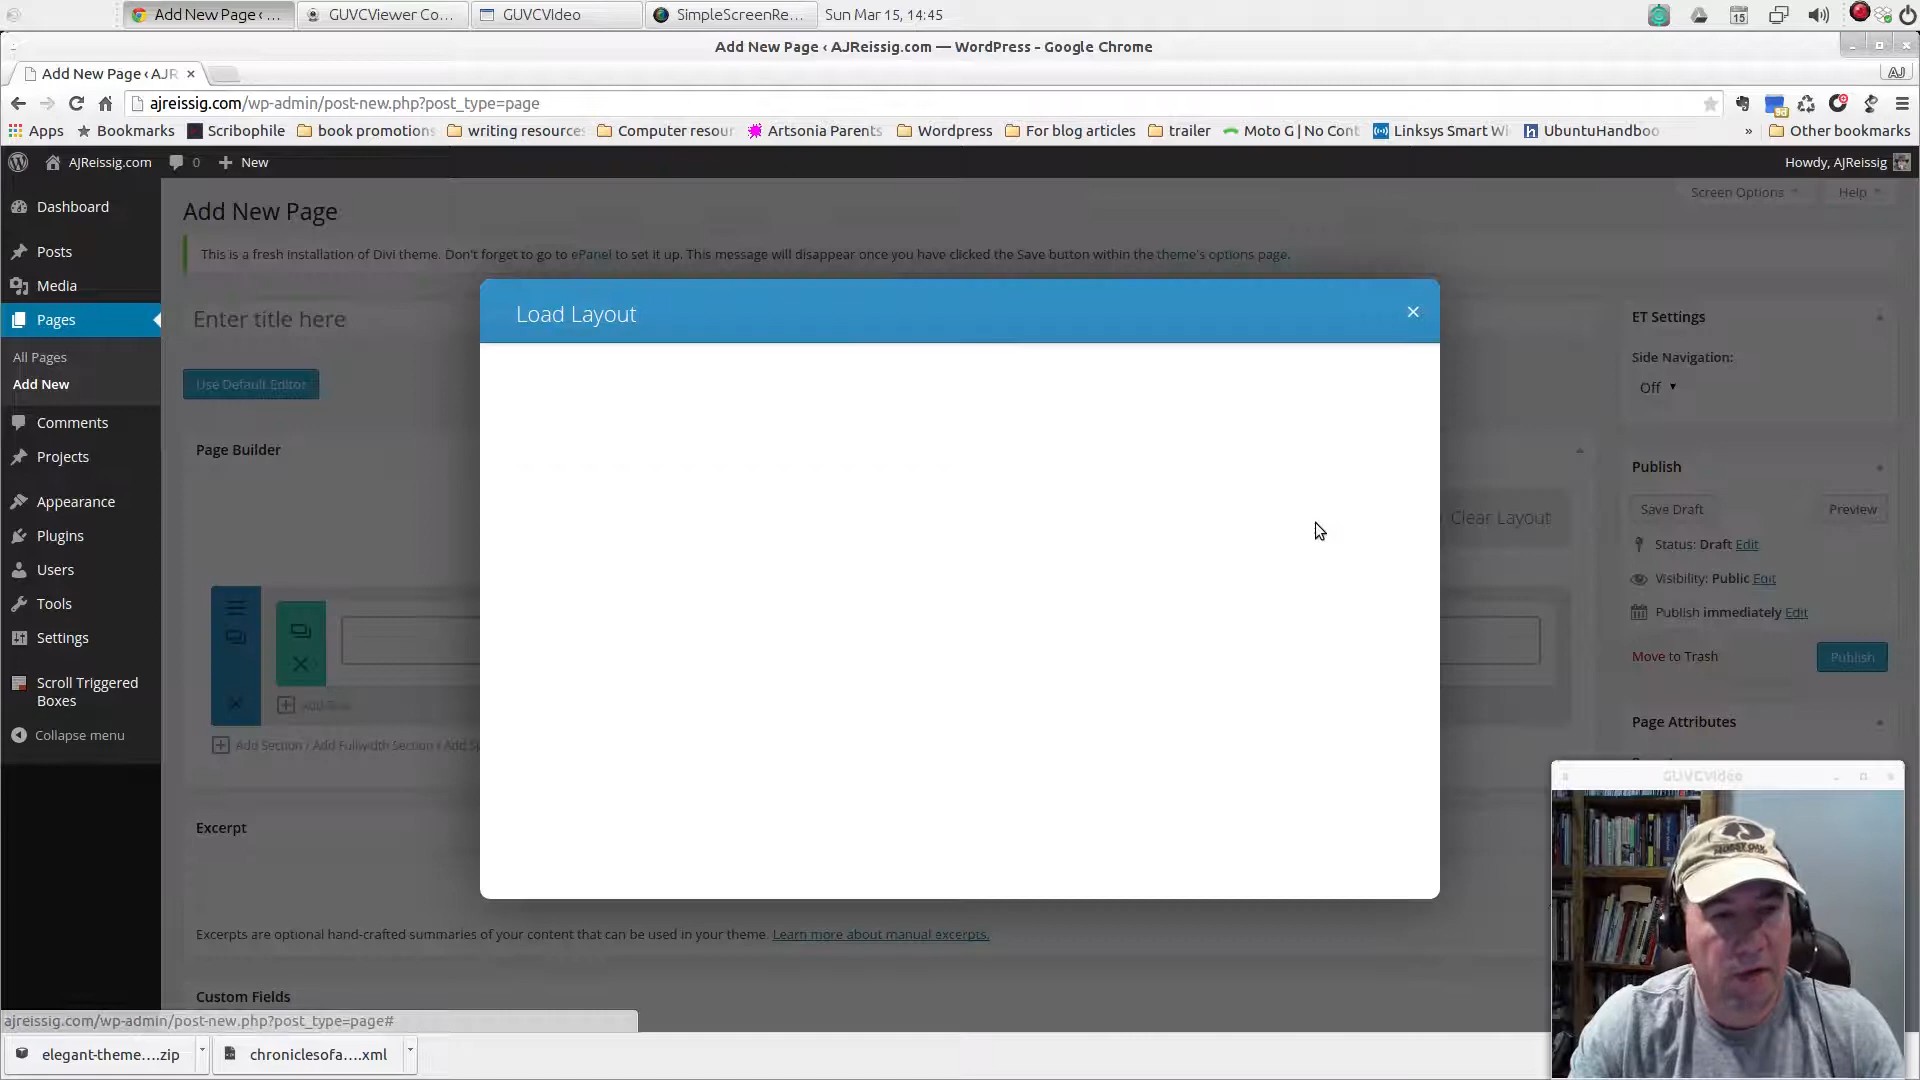 Add New Page ‹ ...
GUVCViewer Co...
GUVCVIdeo
SimpleScreenRe...
Sun Mar 15, 14:45
15
Add New Page ‹ AJReissig.com — WordPress - Google Chrome
Add New Page ‹ AJR
AJ
ajreissig.com/wp-admin/post-new.php?post_type=page
Apps
Bookmarks
Scribophile
book promotions
writing resources
Computer resour
Artsonia Parents
Wordpress
For blog articles
trailer
Moto G | No Cont
Linksys Smart Wi
UbuntuHandboo
»
Other bookmarks
AJReissig.com
0
New
Howdy, AJReissig
Dashboard
Posts
Media
Pages
All Pages
Add New
Comments
Projects
Appearance
Plugins
Users
Tools
Settings
Scroll Triggered
Boxes
Collapse menu
Add New Page
Screen Options
Help
This is a fresh installation of Divi theme. Don't forget to go to ePanel to set it up. This message will disappear once you have clicked the Save button within the theme's options page.
Enter title here
Use Default Editor
Page Builder
Load Layout
Clear Layout
Add Row
Add Section / Add Fullwidth Section / Add Sp
Excerpt
Excerpts are optional hand-crafted summaries of your content that can be used in your theme. Learn more about manual excerpts.
Custom Fields
ET Settings
Side Navigation:
Off
Publish
Save Draft
Preview
Status: Draft Edit
Visibility: Public Edit
Publish immediately Edit
Move to Trash
Publish
Page Attributes
GUVCVideo
ajreissig.com/wp-admin/post-new.php?post_type=page#
elegant-theme....zip
chroniclesofa....xml